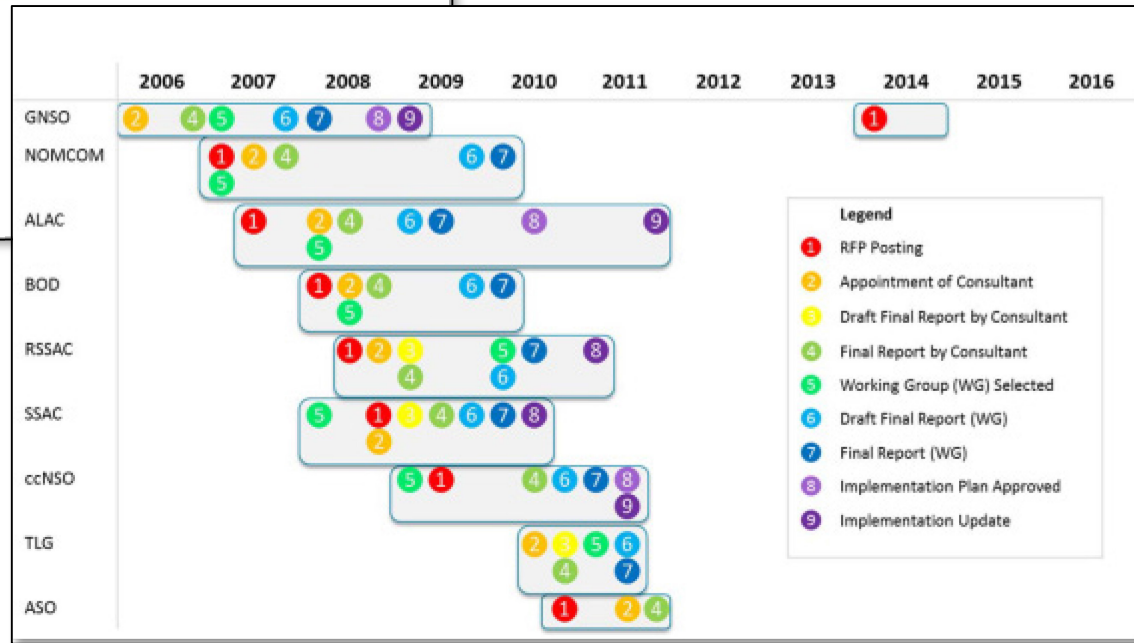 2006 2007 2008 2009 2010 2011 2012 2013 2014 2015 2016
GNSO 2 4 5 6 7 8 9 1
NOMCOM 1 2 4 6 7
5
ALAC 1 2 4 6 7 8 9
5
BOD 1 2 4 6 7
5
RSSAC 1 2 3 5 7 8
4 6
SSAC 5 1 3 4 6 7 8
2
ccNSO 5 1 4 6 7 8
9
TLG 2 3 5 6
4 7
ASO 1 2 4
Legend
1 RFP Posting
2 Appointment of Consultant
3 Draft Final Report by Consultant
4 Final Report by Consultant
5 Working Group (WG) Selected
6 Draft Final Report (WG)
7 Final Report (WG)
8 Implementation Plan Approved
9 Implementation Update